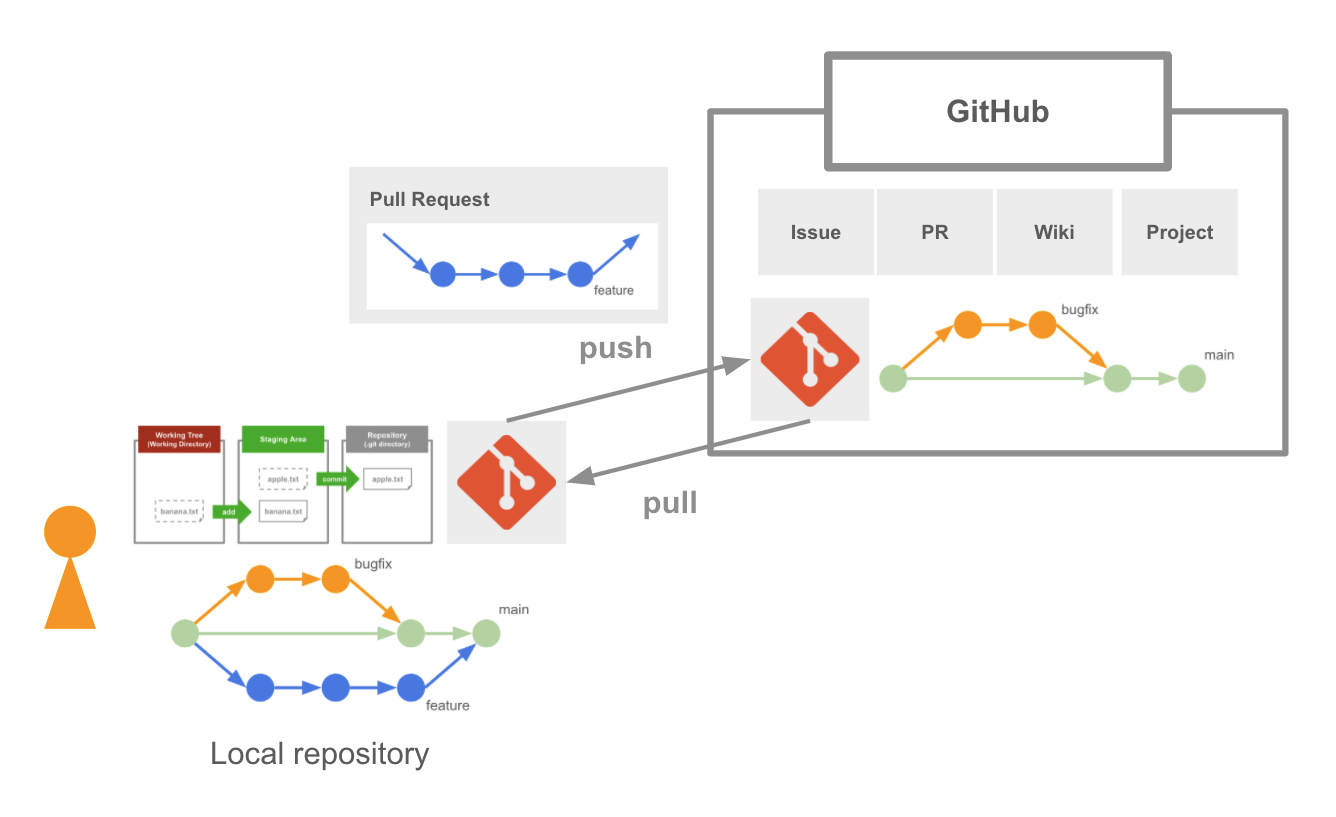 GitHub
Issue
PR
Wiki
Project
Pull Request
feature
push
bugfix
main
pull
Working Tree
(Working Directory)
Staging Area
Repository
(.git directory)
apple.txt
commit
apple.txt
banana.txt
add
banana.txt
bugfix
main
feature
Local repository